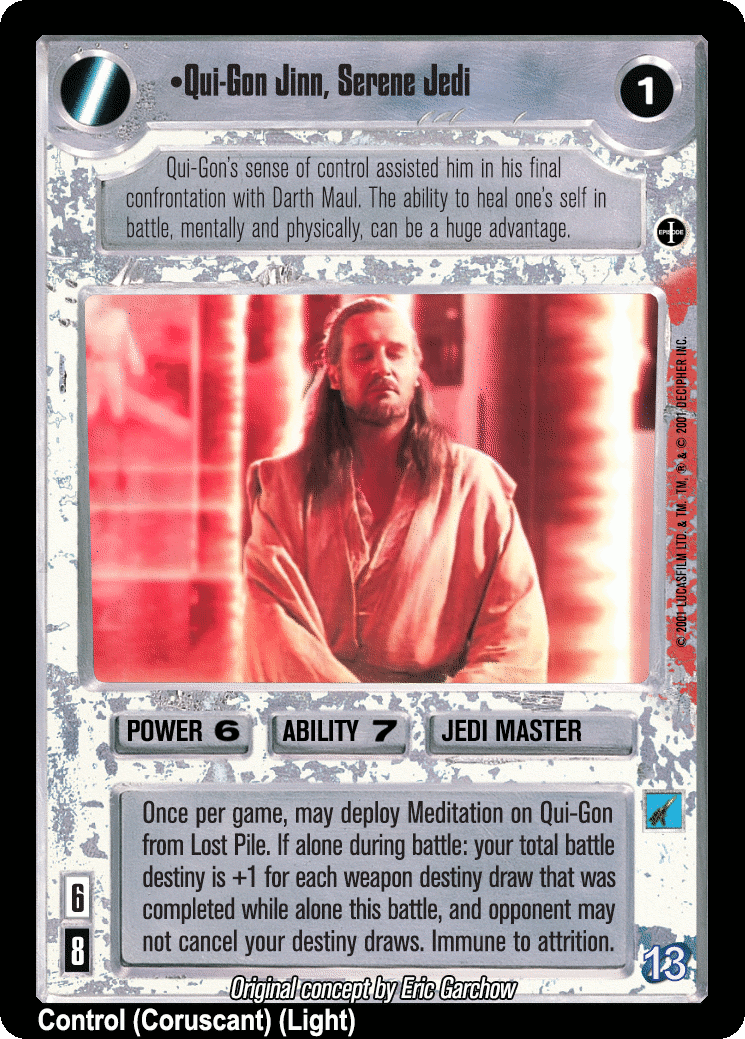 •Qui-Gon Jinn, Serene Jedi
1
Qui-Gon's sense of control assisted him in his final
confrontation with Darth Maul. The ability to heal one's self in
battle, mentally and physically, can be a huge advantage.
EPISODE
I
© 2001 LUCASFILM LTD. & TM, TM, ® & © 2001 DECIPHER INC.
POWER 6
ABILITY 7
JEDI MASTER
Once per game, may deploy Meditation on Qui-Gon
from Lost Pile. If alone during battle: your total battle
destiny is +1 for each weapon destiny draw that was
completed while alone this battle, and opponent may
not cancel your destiny draws. Immune to attrition.
6
8
13
Original concept by Eric Garchow
Control (Coruscant) (Light)